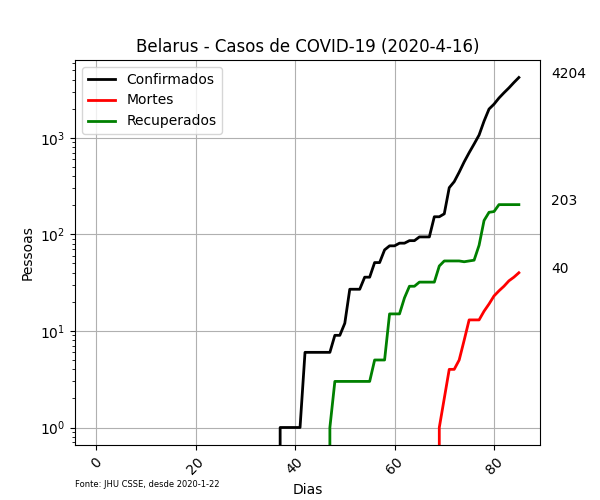 Belarus - Casos de COVID-19 (2020-4-16)
Confirmados
Mortes
Recuperados
4204
203
40
Pessoas
10³
10²
10¹
10⁰
0
20
40
60
80
Dias
Fonte: JHU CSSE, desde 2020-1-22